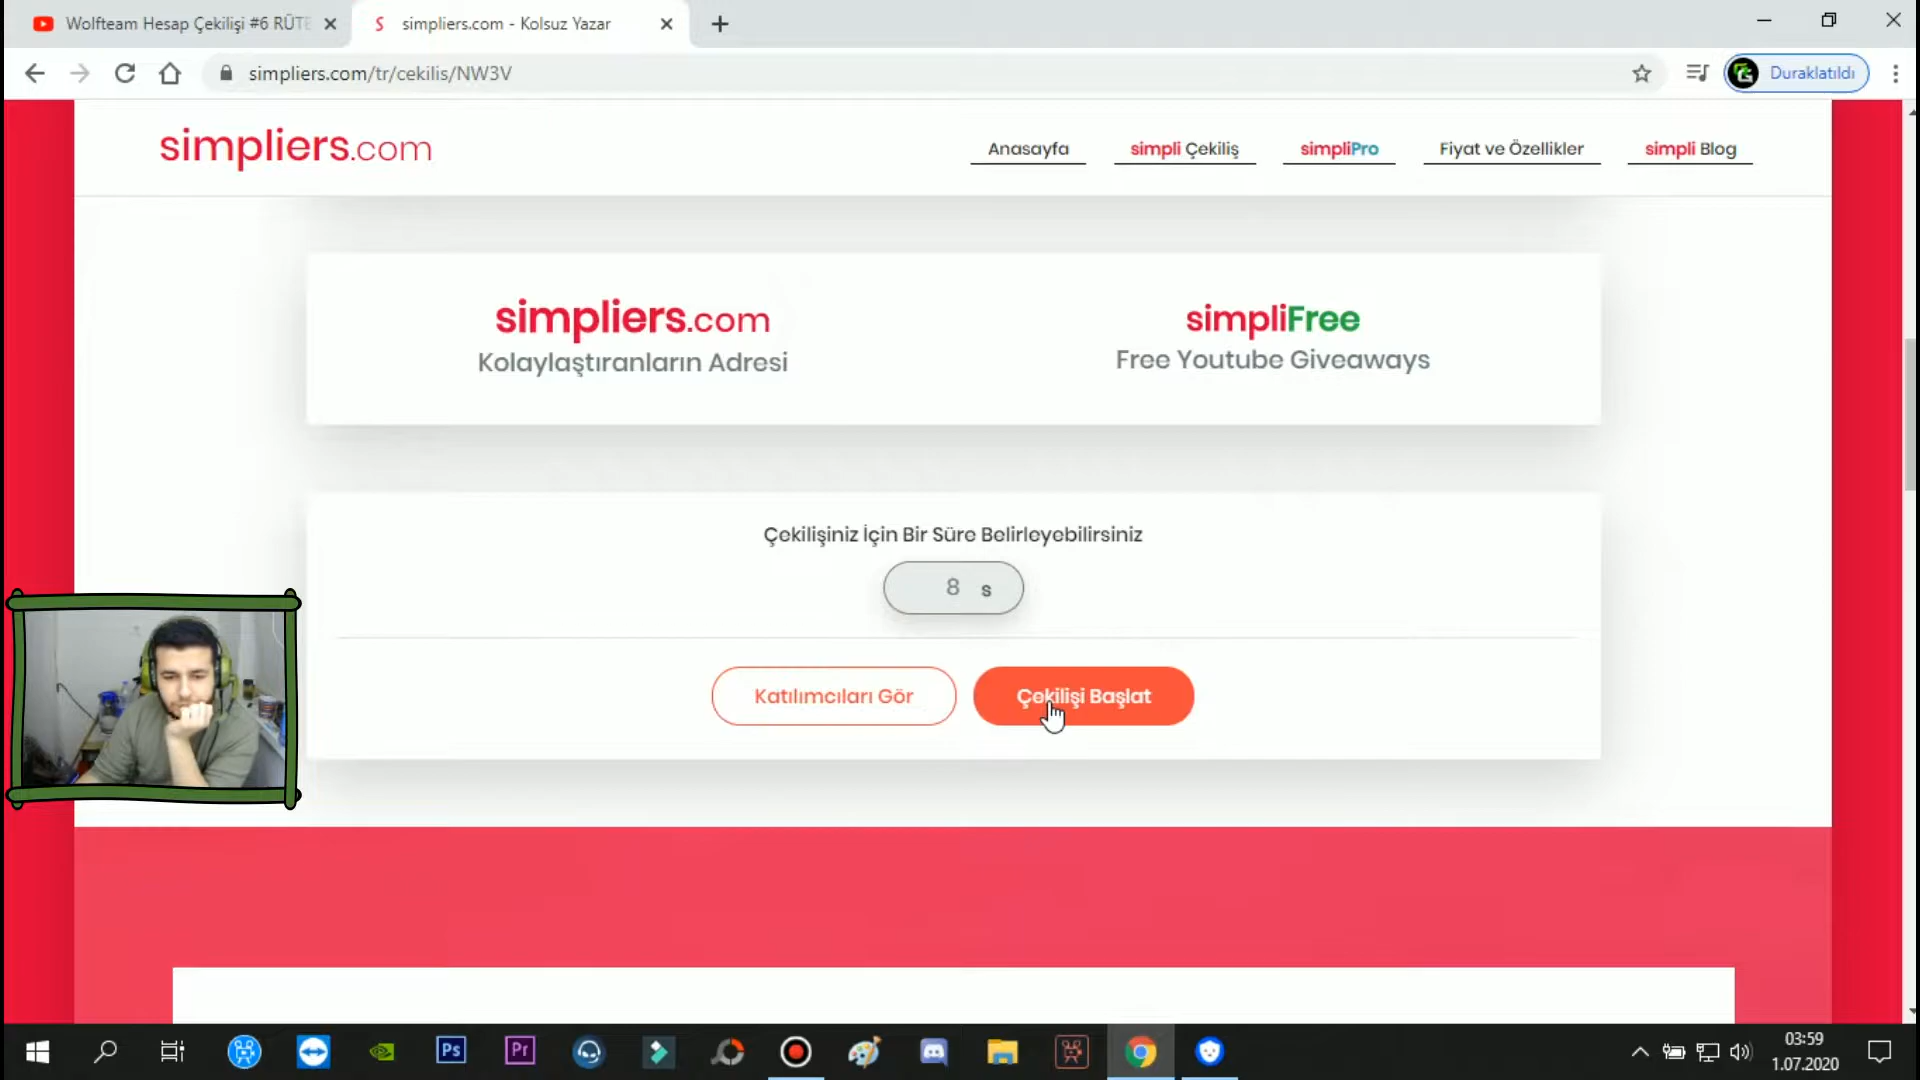 Wolfteam Hesap Çekilişi #6 RÜTE
simpliers.com - Kolsuz Yazar
simpliers.com/tr/cekilis/NW3V
Duraklatıldı
simpliers.com
Anasayfa
simpli Çekiliş
simpliPro
Fiyat ve Özellikler
simpli Blog
simpliers.com
Kolaylaştıranların Adresi
simpliFree
Free Youtube Giveaways
Çekilişiniz İçin Bir Süre Belirleyebilirsiniz
8 s
Katılımcıları Gör
Çekilişi Başlat
Ps
Pr
03:59
1.07.2020